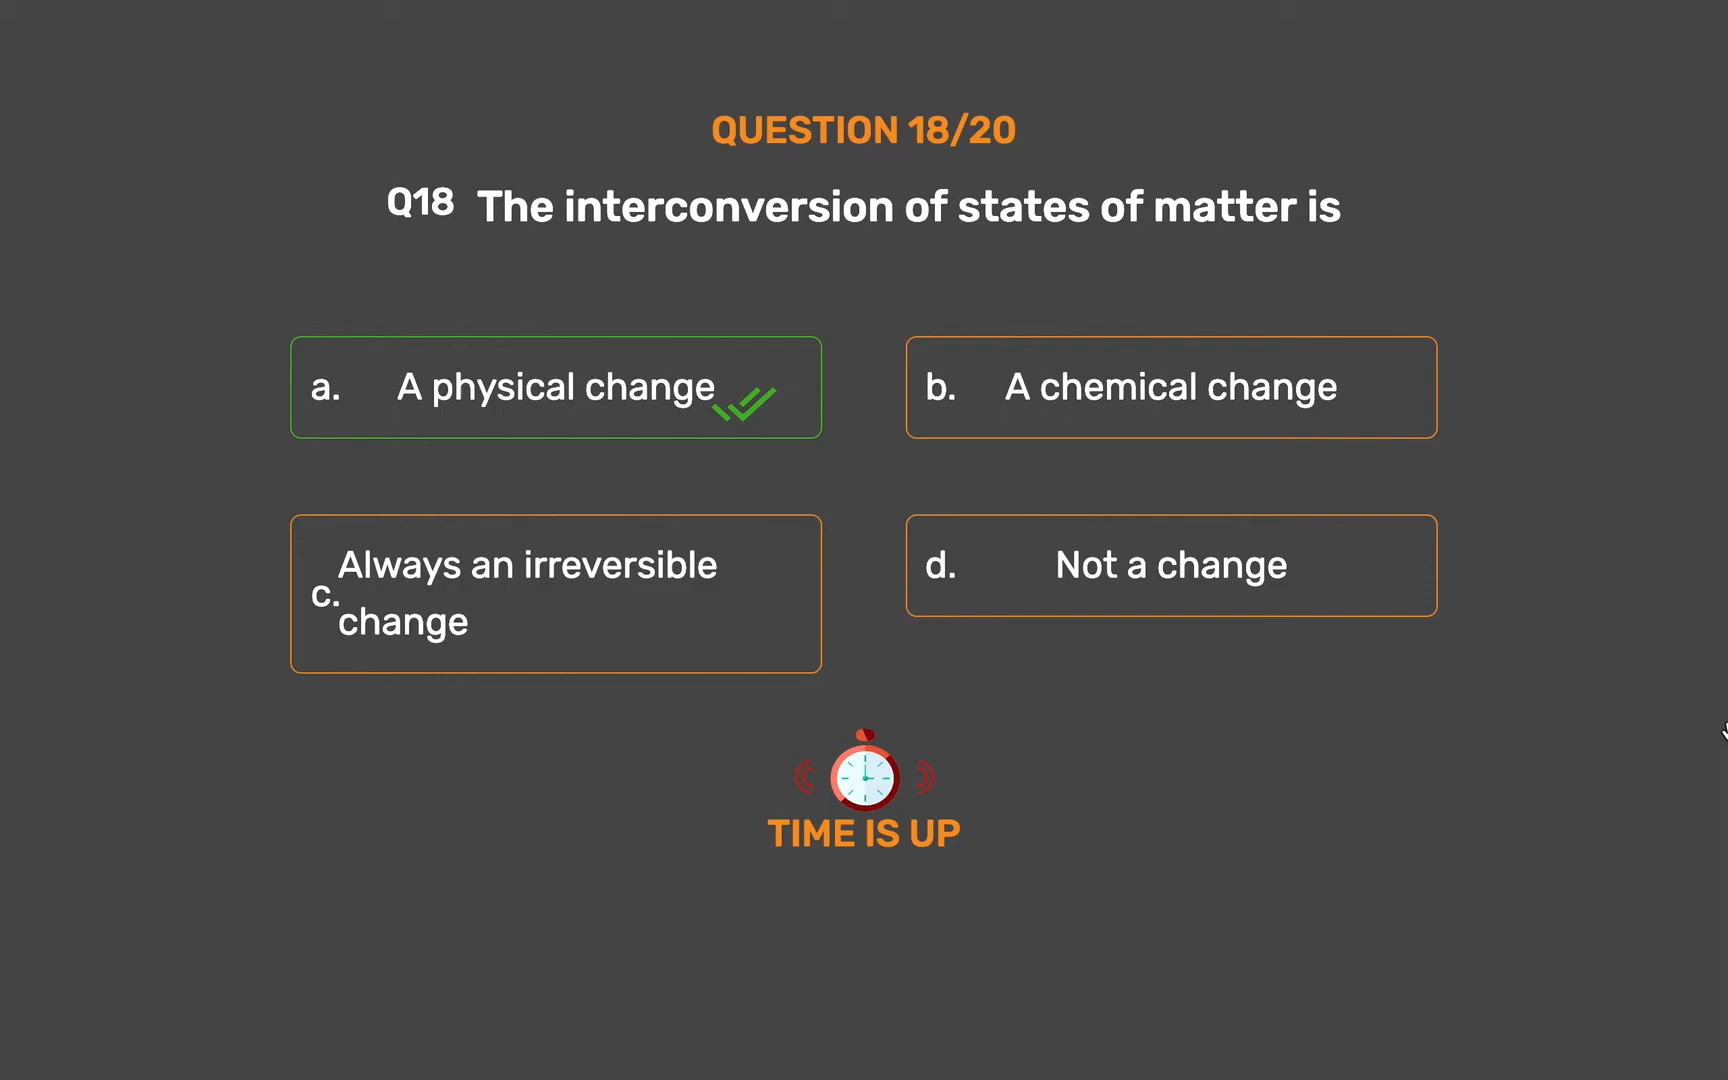 QUESTION 18/20
Q18 The interconversion of states of matter is
a. A physical change
b. A chemical change
c. Always an irreversible
change
d. Not a change
TIME IS UP